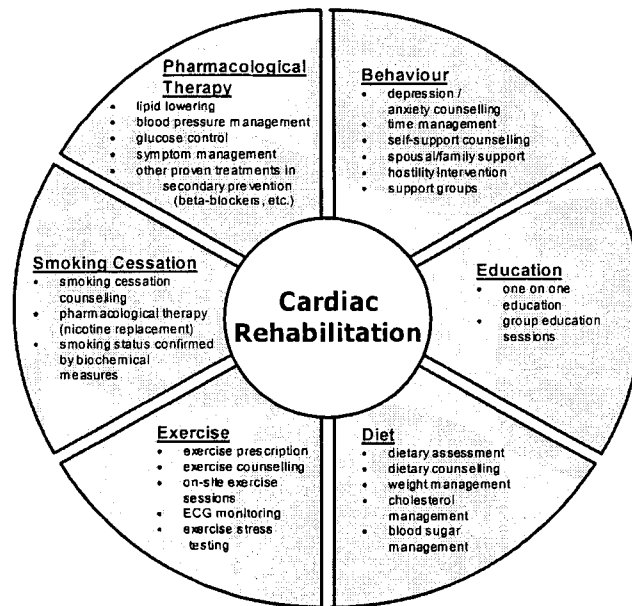 Pharmacological
Therapy
• lipid lowering
• blood pressure management
• glucose control
• symptom management
• other proven treatments in
secondary prevention
(beta-blockers, etc.)
Behaviour
• depression /
anxiety counselling
• time management
• self-support counselling
• spousal/family support
• hostility intervention
• support groups
Smoking Cessation
• smoking cessation
counselling
• pharmacological therapy
(nicotine replacement)
• smoking status confirmed
by biochemical
measures
Cardiac
Rehabilitation
Education
• one on one
education
• group education
sessions
Exercise
• exercise prescription
• exercise counselling
• on-site exercise
sessions
• ECG monitoring
• exercise stress
testing
Diet
• dietary assessment
• dietary counselling
• weight management
• cholesterol
management
• blood sugar
management